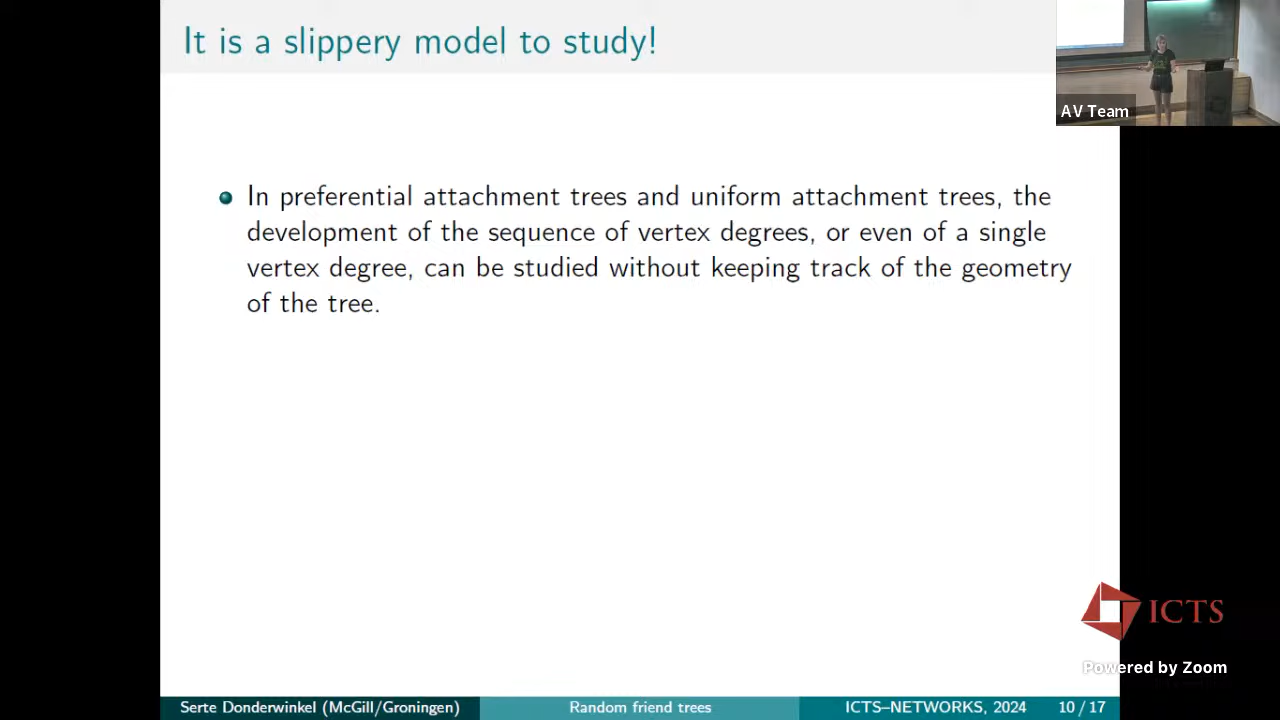 It is a slippery model to study!
AV Team
In preferential attachment trees and uniform attachment trees, the
development of the sequence of vertex degrees, or even of a single
vertex degree, can be studied without keeping track of the geometry
of the tree.
ICTS
Powered by Zoom
Serte Donderwinkel (McGill/Groningen)
Random friend trees
ICTS–NETWORKS, 2024
10 / 17